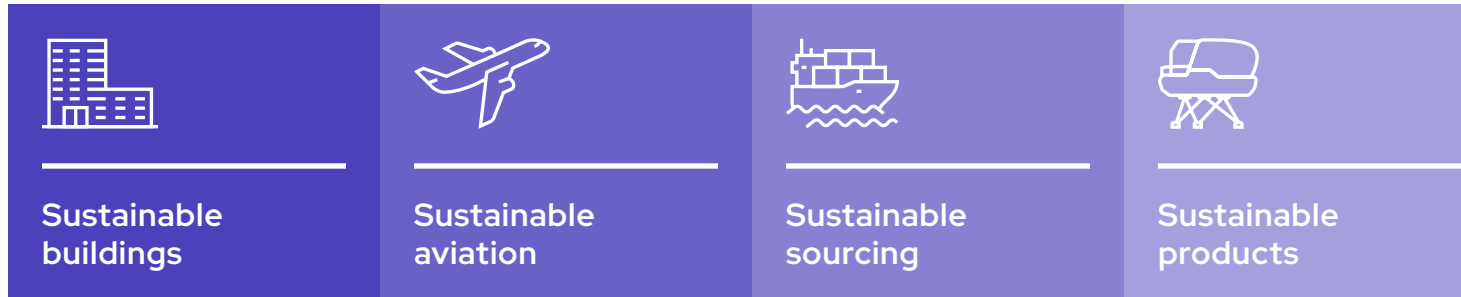 Sustainable
buildings
Sustainable
aviation
Sustainable
sourcing
Sustainable
products